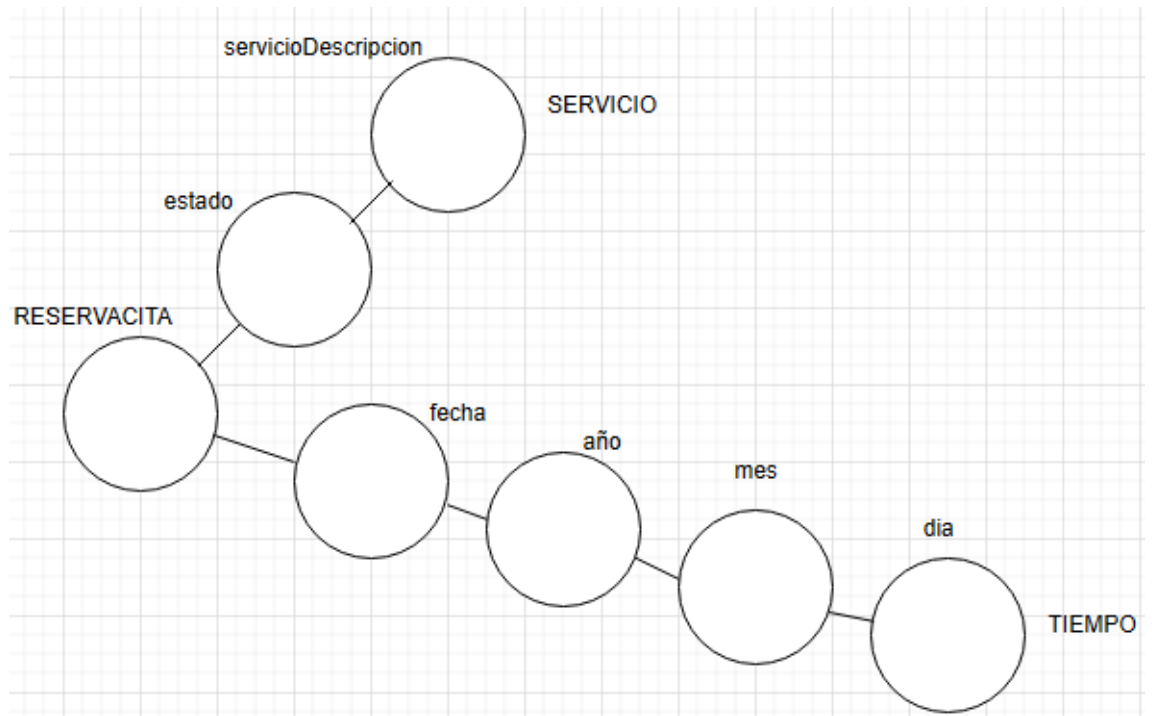 servicioDescripcion
SERVICIO
estado
RESERVACITA
fecha
año
mes
dia
TIEMPO